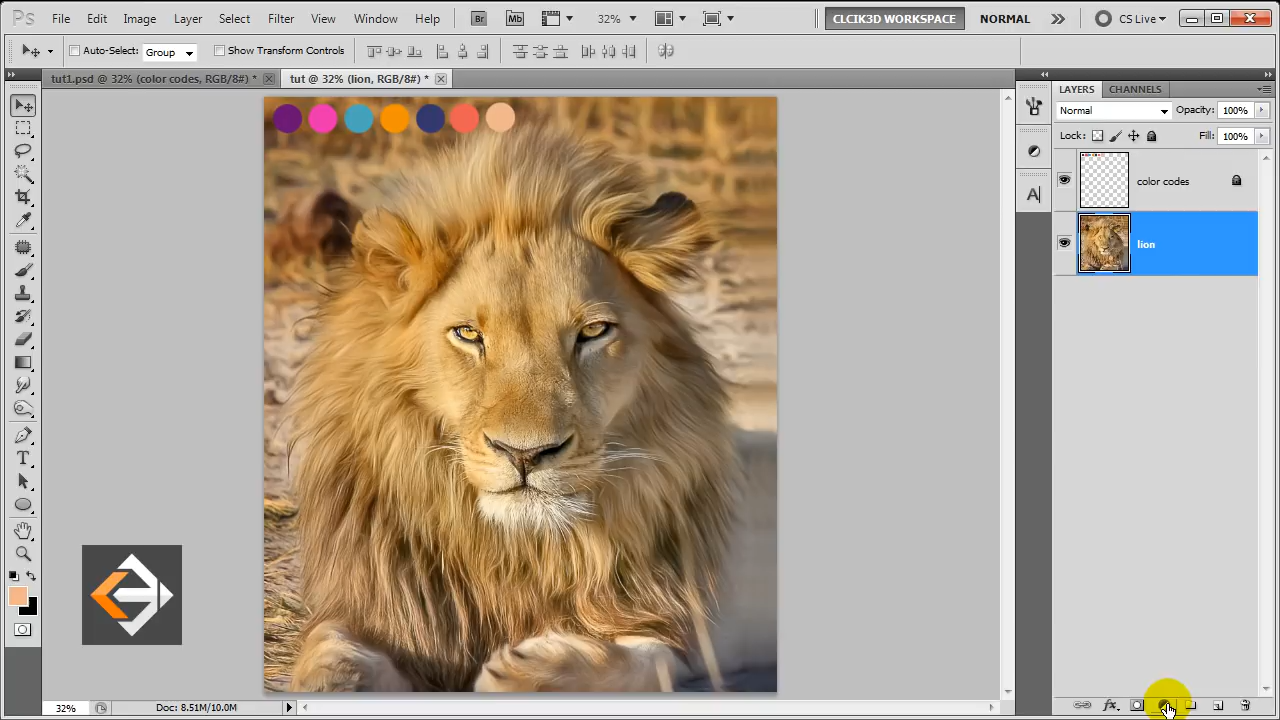 Ps File Edit Image Layer Select Filter View Window Help Br Mb 32% CLCIK3D WORKSPACE NORMAL CS Live
Auto-Select: Group Show Transform Controls
tut1.psd @ 32% (color codes, RGB/8#) * tut @ 32% (lion, RGB/8#) *
LAYERS CHANNELS
Normal Opacity: 100%
Lock: Fill: 100%
color codes
lion
32% Doc: 8.51M/10.0M